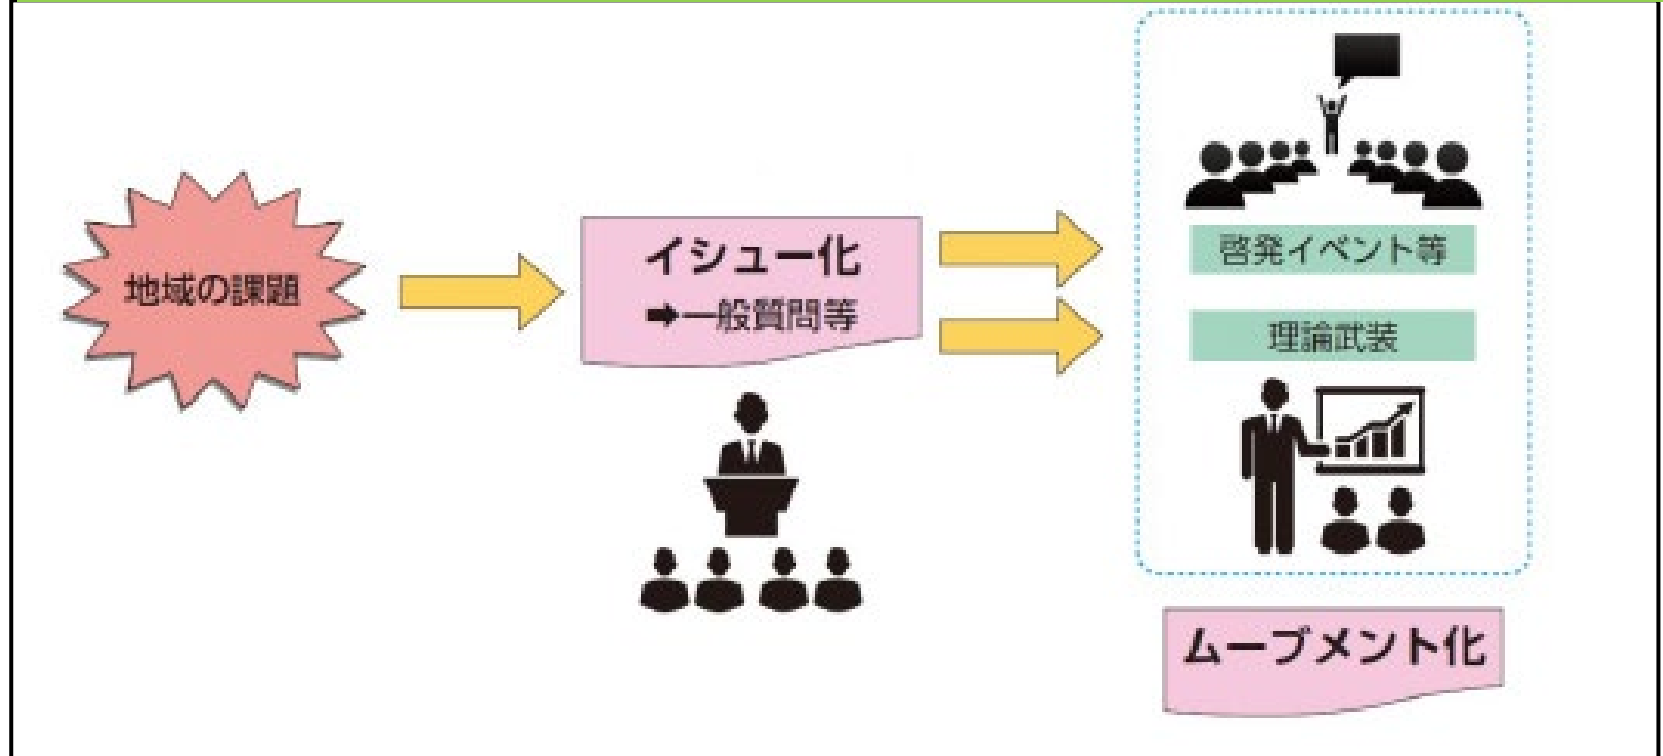 地域の課題
イシュー化
➡一般質問等
啓発イベント等
理論武装
ムーブメント化